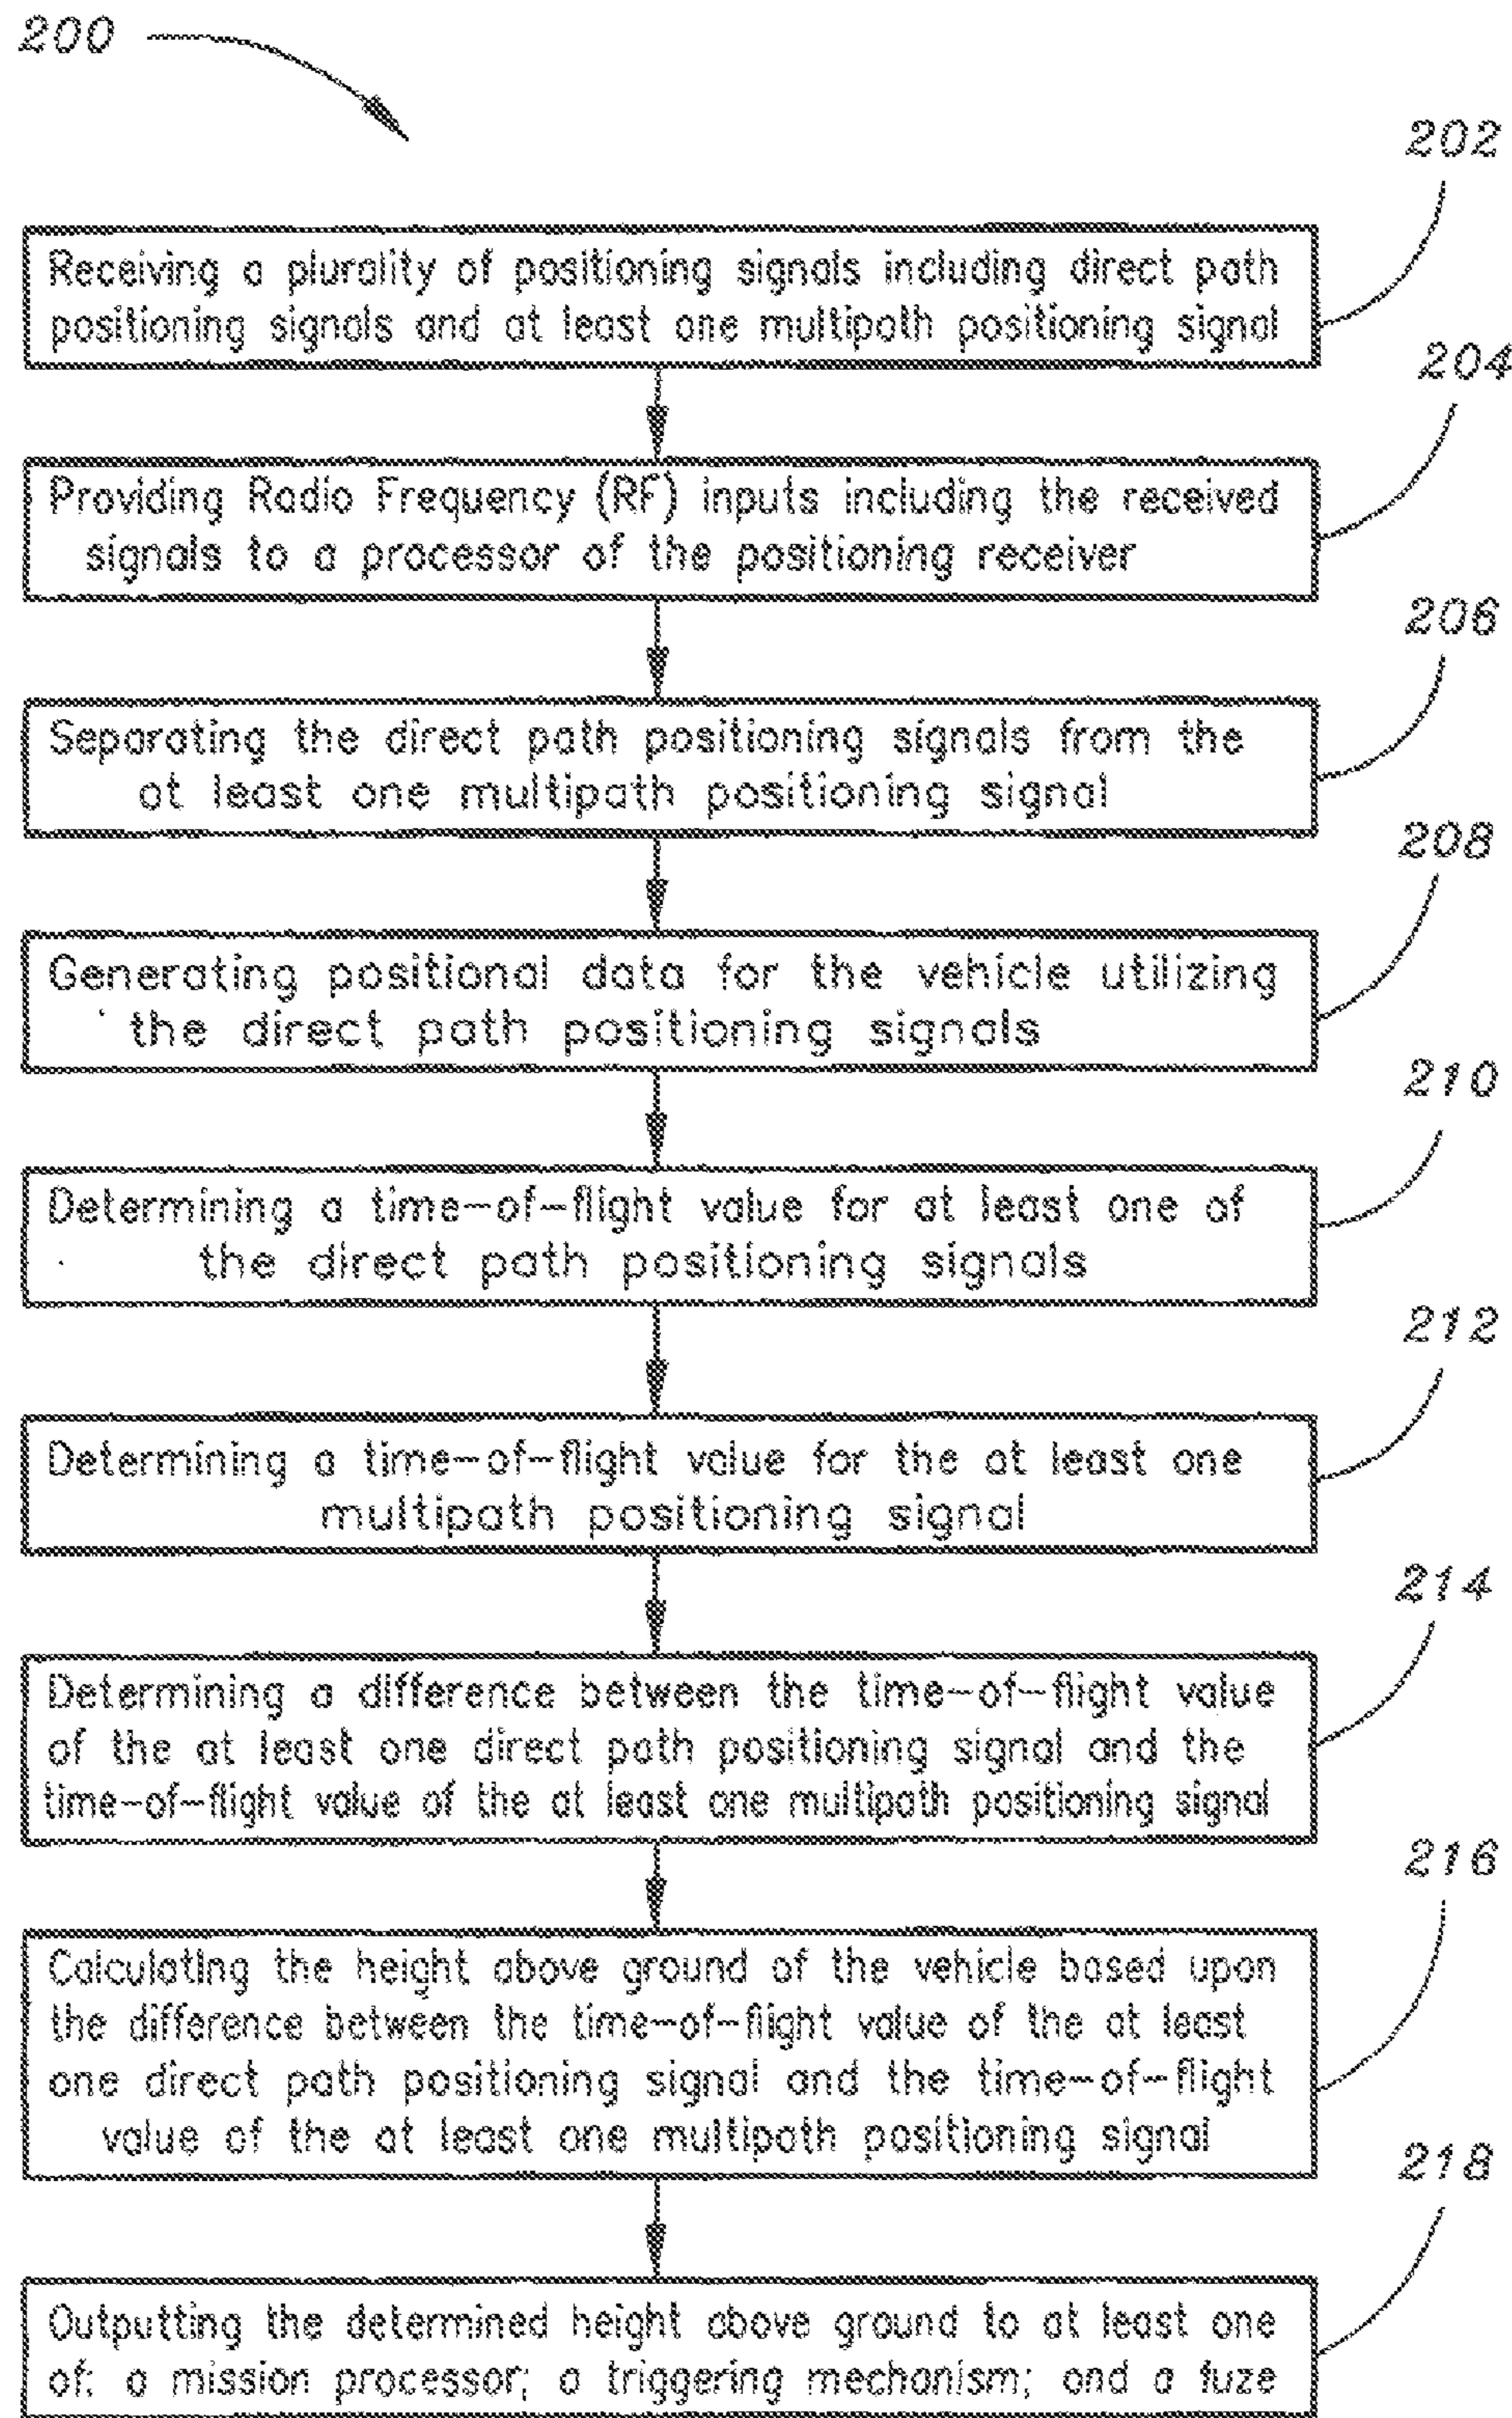 200
202
Receiving a plurality of positioning signals including direct path
positioning signals and at least one multipath positioning signal
204
Providing Radio Frequency (RF) inputs including the received
signals to a processor of the positioning receiver
206
Separating the direct path positioning signals from the
at least one multipath positioning signal
208
Generating positional data for the vehicle utilizing
the direct path positioning signals
210
Determining a time-of-flight value for at least one of
the direct path positioning signals
212
Determining a time-of-flight value for the at least one
multipath positioning signal
214
Determining a difference between the time-of-flight value
of the at least one direct path positioning signal and the
time-of-flight value of the at least one multipath positioning signal
216
Calculating the height above ground of the vehicle based upon
the difference between the time-of-flight value of the at least
one direct path positioning signal and the time-of-flight
value of the at least one multipath positioning signal
218
Outputting the determined height above ground to at least one
of: a mission processor; a triggering mechanism; and a fuze